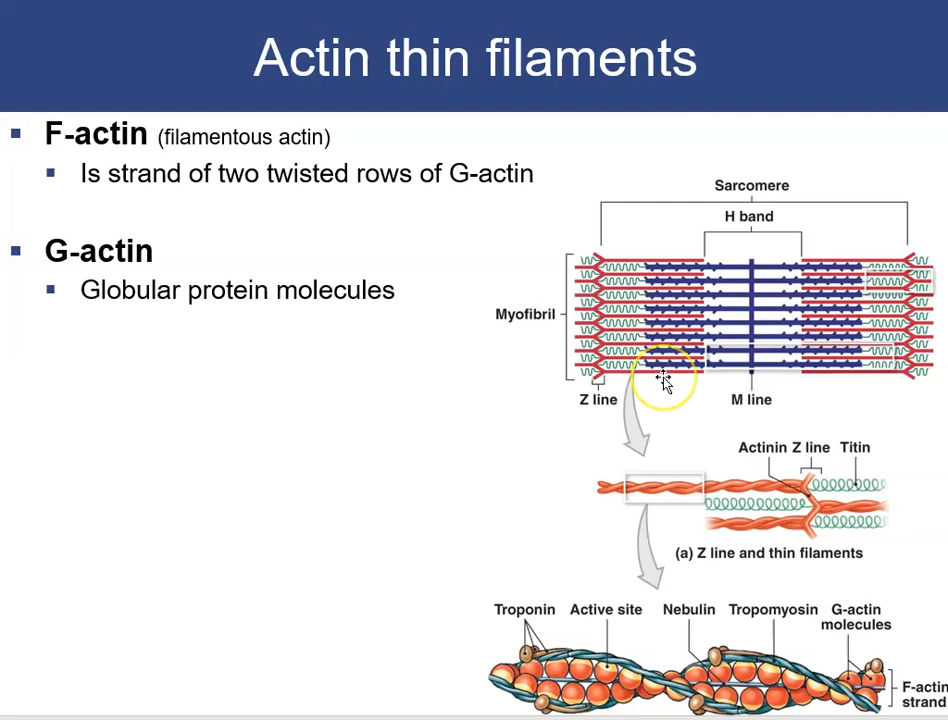 Actin thin filaments
F-actin (filamentous actin)
Is strand of two twisted rows of G-actin
G-actin
Globular protein molecules
Sarcomere
H band
Myofibril
Z line
M line
Actinin Z line Titin
(a) Z line and thin filaments
Troponin Active site Nebulin Tropomyosin G-actin
molecules
F-actin
strand